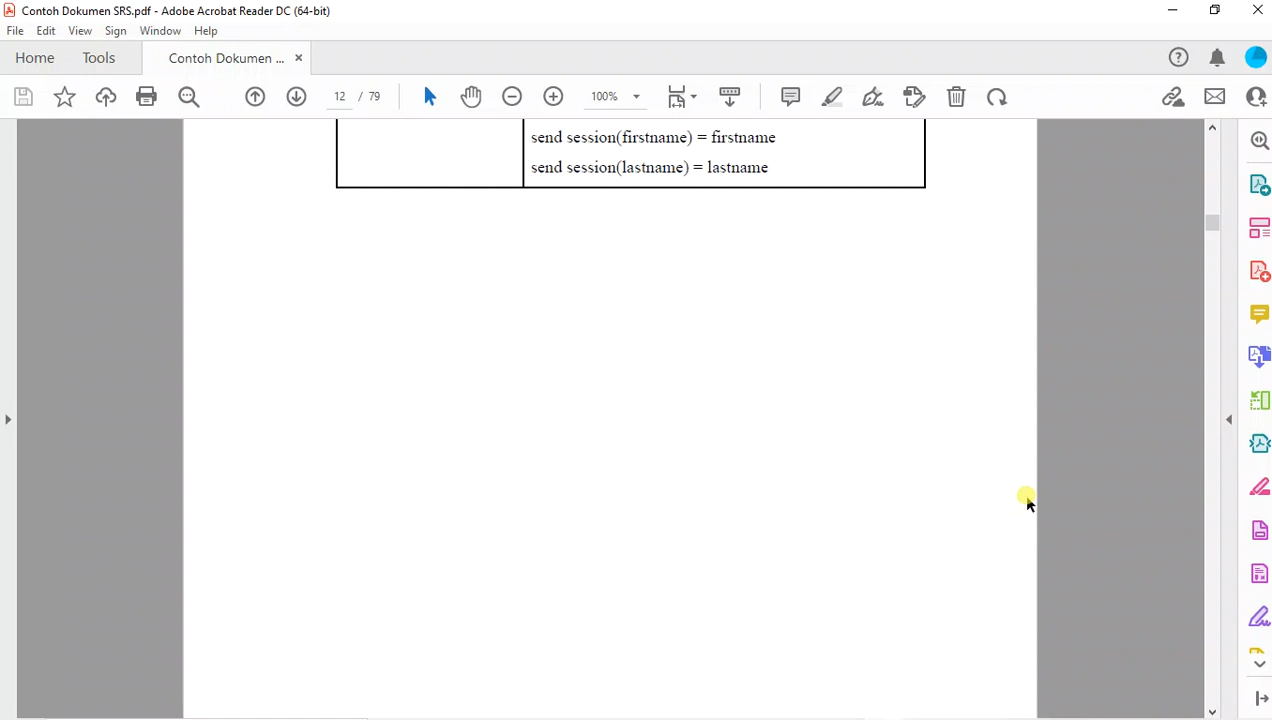 Contoh Dokumen SRS.pdf - Adobe Acrobat Reader DC (64-bit)
File Edit View Sign Window Help
Home Tools Contoh Dokumen ...
12 / 79 100%
send session(firstname) = firstname
send session(lastname) = lastname